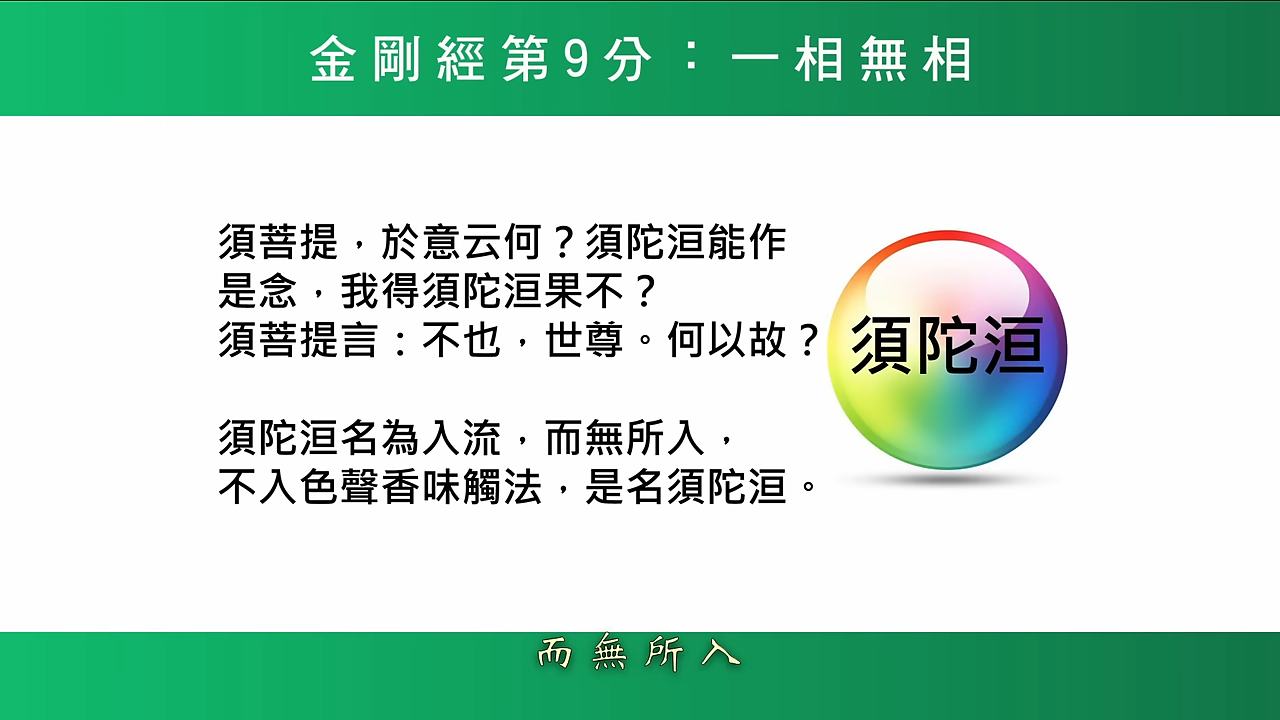 金剛經第9分：一相無相
須菩提，於意云何？須陀洹能作
是念，我得須陀洹果不？
須菩提言：不也，世尊。何以故？
須陀洹
須陀洹名為入流，而無所入，
不入色聲香味觸法，是名須陀洹。
而無所入